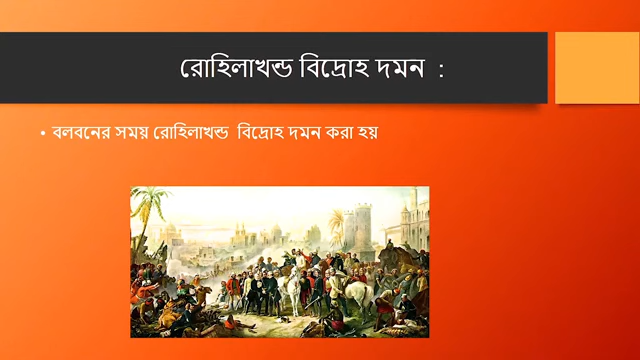 রোহিলাখন্ড বিদ্রোহ দমন :
• বলবনের সময় রোহিলাখন্ড বিদ্রোহ দমন করা হয়